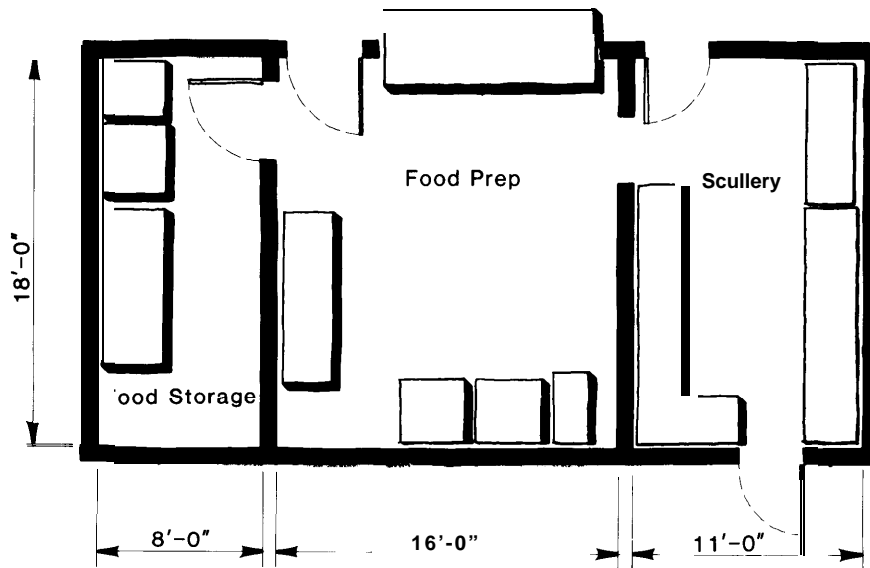 Food Prep
Scullery
18'-0"
ood Storage
8'-0"
16'-0"
11'-0"